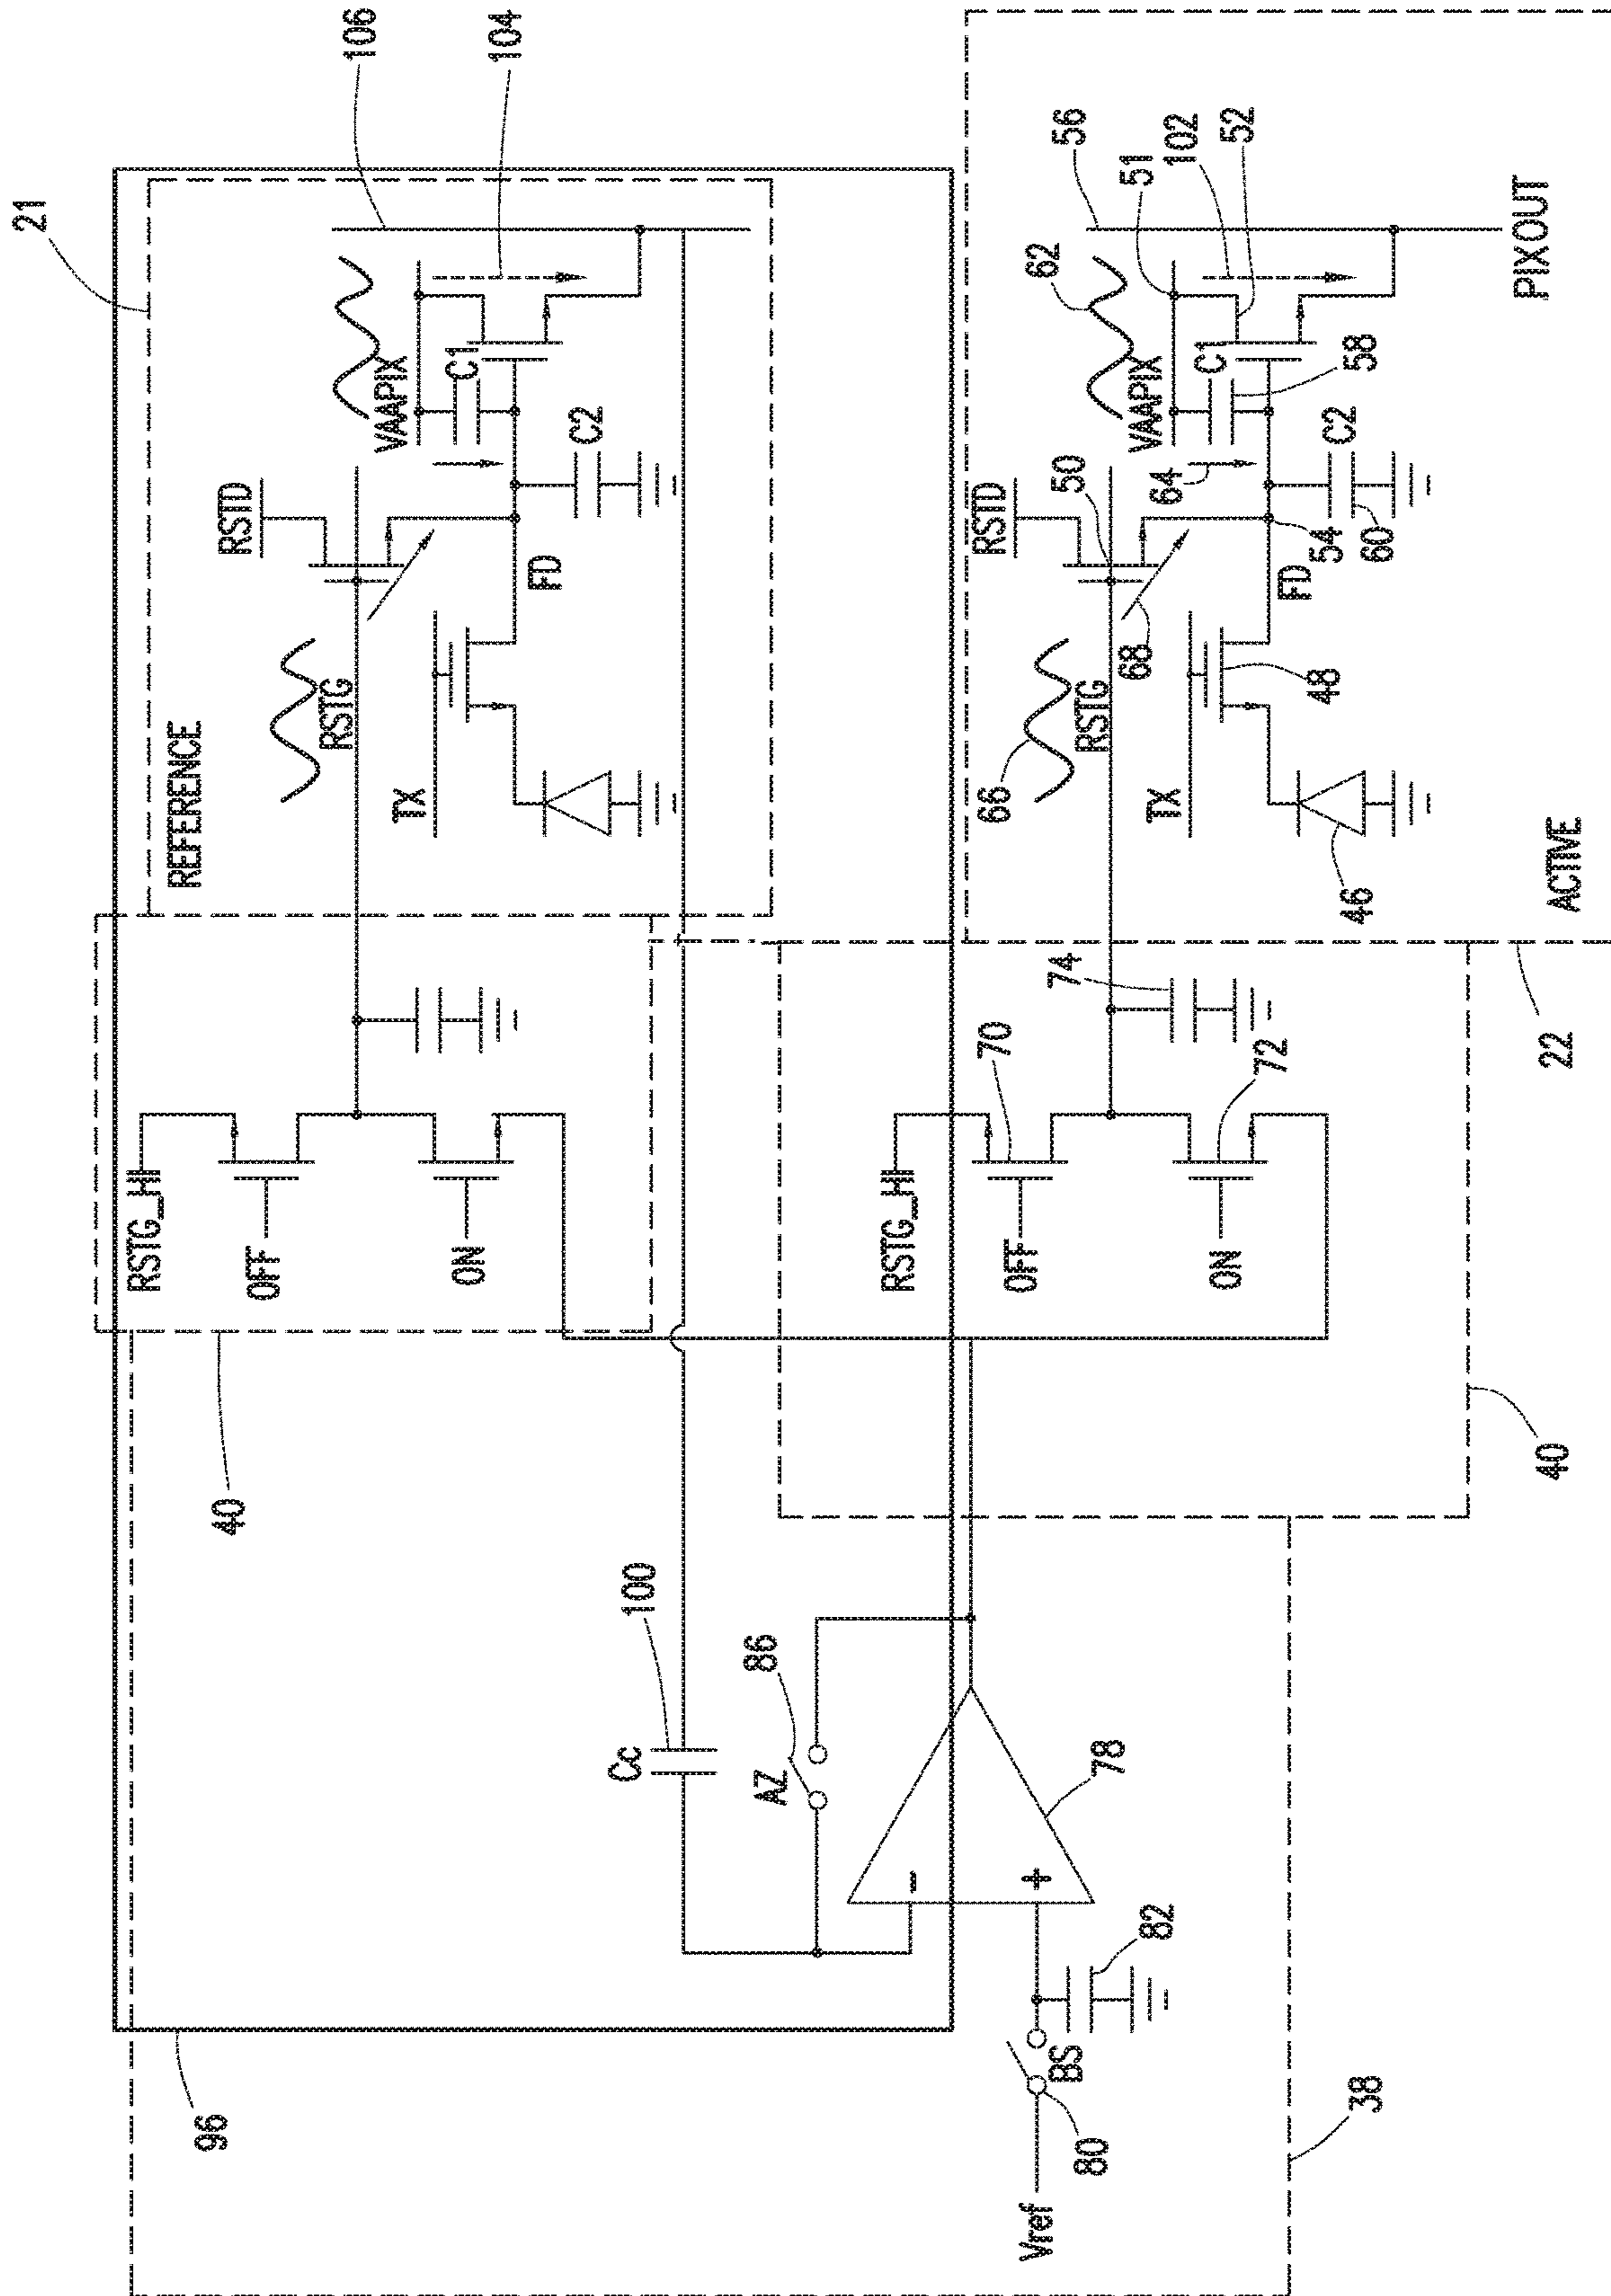 21
106
104
REFERENCE
RSTD
VAAPIX
C1
C2
RSTG
FD
TX
RSTG_HI
OFF
ON
40
96
Cc
100
AZ
86
78
-
+
82
BS
80
Vref
38
RSTG_HI
OFF
70
ON
72
74
40
22
ACTIVE
RSTD
50
VAAPIX
62
C1
51
56
102
52
58
C2
60
54
64
FD
68
66
RSTG
TX
48
46
PIXOUT